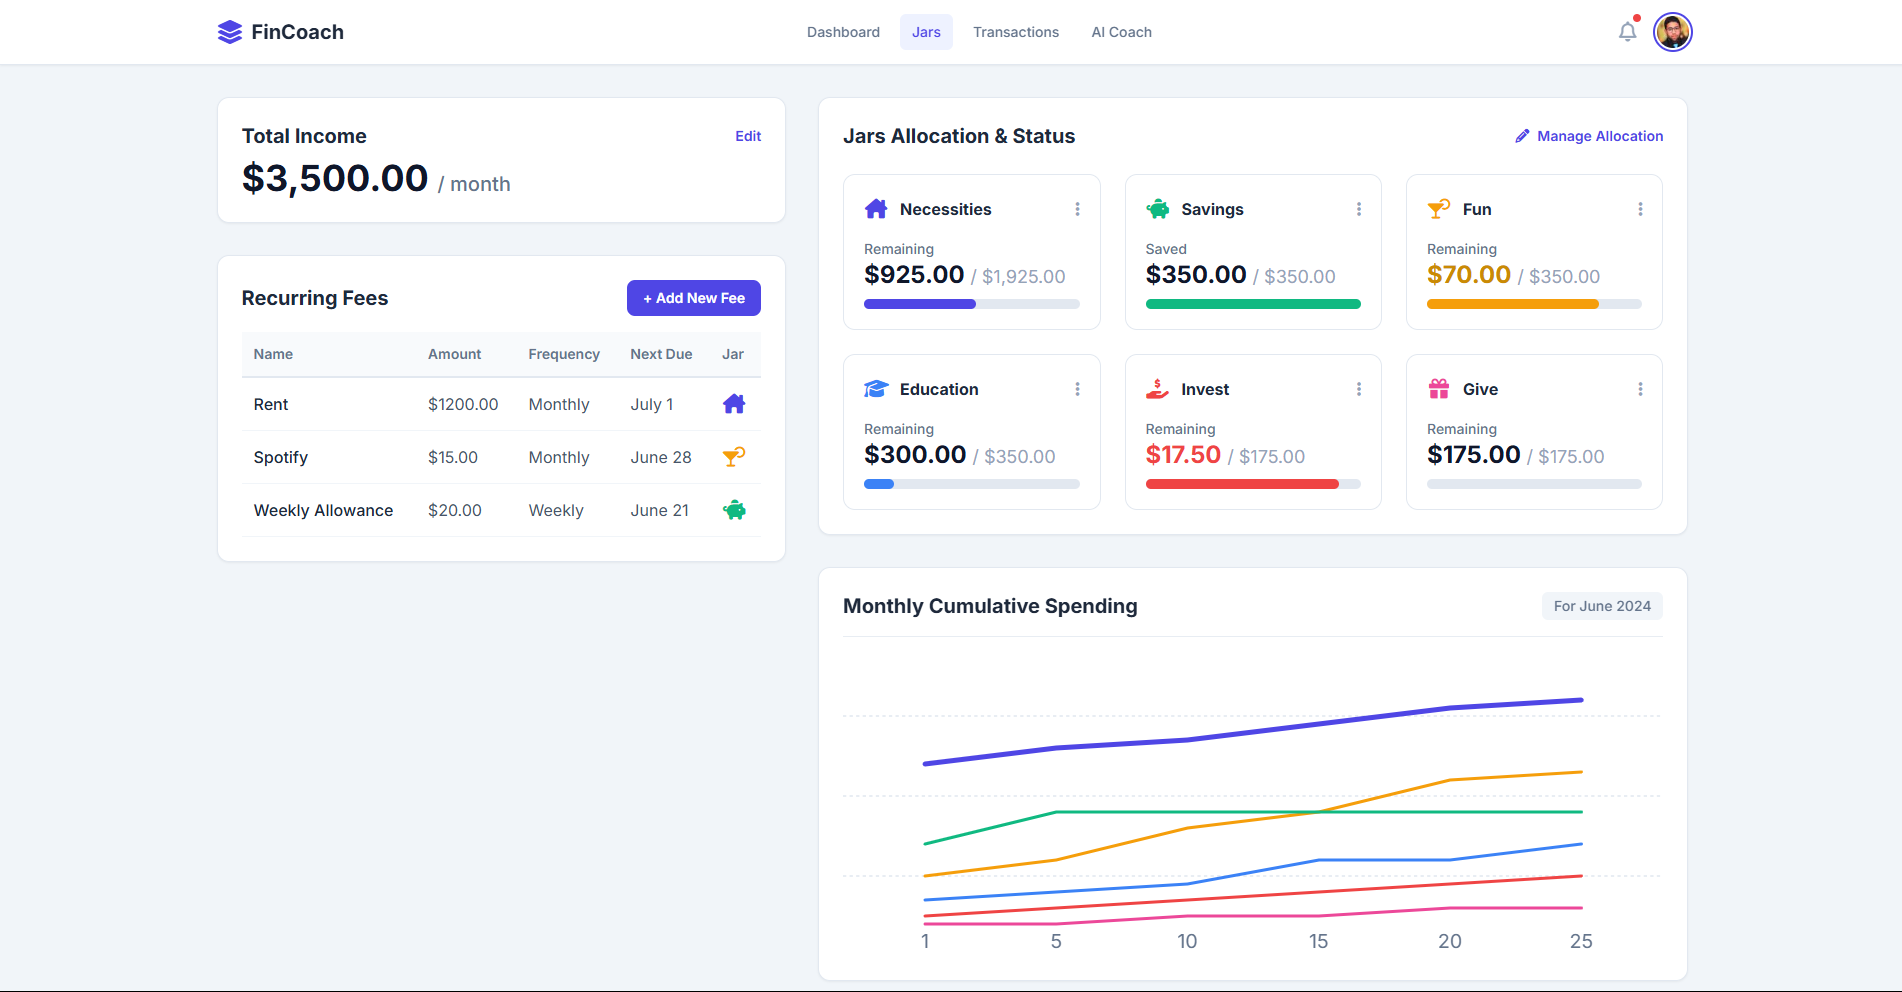 FinCoach
Dashboard
Jars
Transactions
AI Coach
Total Income
Edit
$3,500.00 / month
Recurring Fees
+ Add New Fee
Name Amount Frequency Next Due Jar
Rent $1200.00 Monthly July 1
Spotify $15.00 Monthly June 28
Weekly Allowance $20.00 Weekly June 21
Jars Allocation & Status
Manage Allocation
Necessities
Remaining
$925.00 / $1,925.00
Savings
Saved
$350.00 / $350.00
Fun
Remaining
$70.00 / $350.00
Education
Remaining
$300.00 / $350.00
Invest
Remaining
$17.50 / $175.00
Give
Remaining
$175.00 / $175.00
Monthly Cumulative Spending
For June 2024
1 5 10 15 20 25